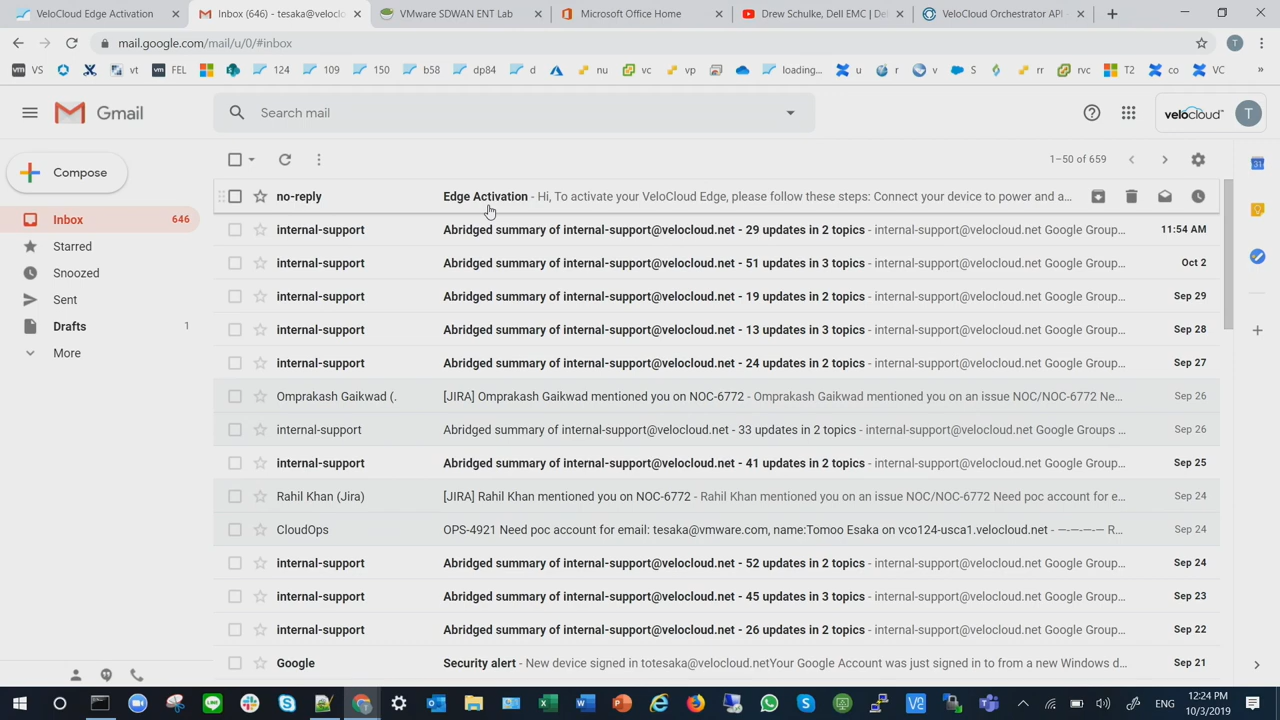 VeloCloud Edge Activation
Inbox (646) - tesaka@veloclo
VMware SDWAN ENT Lab
Microsoft Office Home
Drew Schulke, Dell EMC | De
VeloCloud Orchestrator API -
mail.google.com/mail/u/0/#inbox
T
VS
vt
FEL
124
109
150
b58
dp84
d
nu
vc
vp
loading...
u
r
v
S
rr
rvc
T2
co
VC
»
Gmail
Search mail
velocloud
T
Compose
1–50 of 659
Inbox 646
Starred
Snoozed
Sent
Drafts 1
More
no-reply Edge Activation - Hi, To activate your VeloCloud Edge, please follow these steps: Connect your device to power and a...
internal-support Abridged summary of internal-support@velocloud.net - 29 updates in 2 topics - internal-support@velocloud.net Google Group... 11:54 AM
internal-support Abridged summary of internal-support@velocloud.net - 51 updates in 3 topics - internal-support@velocloud.net Google Group... Oct 2
internal-support Abridged summary of internal-support@velocloud.net - 19 updates in 2 topics - internal-support@velocloud.net Google Group... Sep 29
internal-support Abridged summary of internal-support@velocloud.net - 13 updates in 3 topics - internal-support@velocloud.net Google Group... Sep 28
internal-support Abridged summary of internal-support@velocloud.net - 24 updates in 2 topics - internal-support@velocloud.net Google Group... Sep 27
Omprakash Gaikwad (. [JIRA] Omprakash Gaikwad mentioned you on NOC-6772 - Omprakash Gaikwad mentioned you on an issue NOC/NOC-6772 Ne... Sep 26
internal-support Abridged summary of internal-support@velocloud.net - 33 updates in 2 topics - internal-support@velocloud.net Google Groups ... Sep 26
internal-support Abridged summary of internal-support@velocloud.net - 41 updates in 2 topics - internal-support@velocloud.net Google Group... Sep 25
Rahil Khan (Jira) [JIRA] Rahil Khan mentioned you on NOC-6772 - Rahil Khan mentioned you on an issue NOC/NOC-6772 Need poc account for e... Sep 24
CloudOps OPS-4921 Need poc account for email: tesaka@vmware.com, name:Tomoo Esaka on vco124-usca1.velocloud.net - —-—-—-— R... Sep 24
internal-support Abridged summary of internal-support@velocloud.net - 52 updates in 2 topics - internal-support@velocloud.net Google Group... Sep 24
internal-support Abridged summary of internal-support@velocloud.net - 45 updates in 3 topics - internal-support@velocloud.net Google Group... Sep 23
internal-support Abridged summary of internal-support@velocloud.net - 26 updates in 2 topics - internal-support@velocloud.net Google Group... Sep 22
Google Security alert - New device signed in totesaka@velocloud.netYour Google Account was just signed in to from a new Windows d... Sep 21
ENG
12:24 PM
10/3/2019